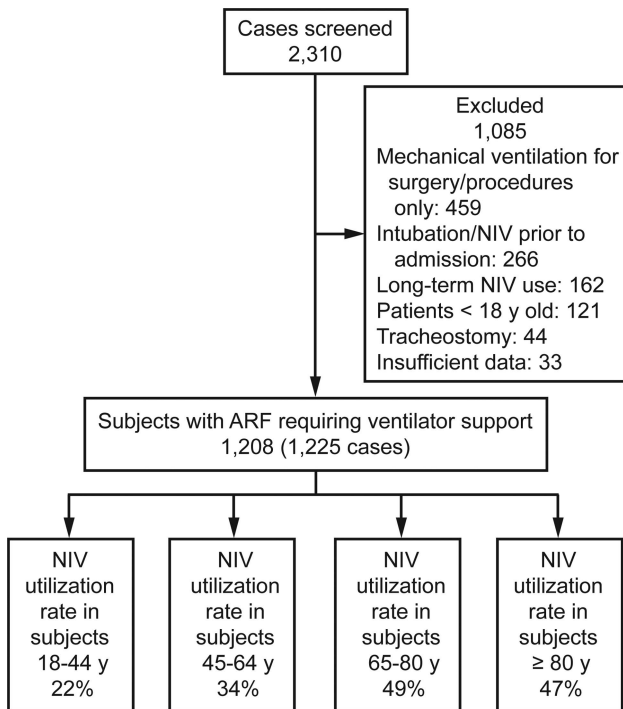 Cases screened
2,310
Excluded
1,085
Mechanical ventilation for
surgery/procedures
only: 459
Intubation/NIV prior to
admission: 266
Long-term NIV use: 162
Patients < 18 y old: 121
Tracheostomy: 44
Insufficient data: 33
Subjects with ARF requiring ventilator support
1,208 (1,225 cases)
NIV
utilization
rate in
subjects
18-44 y
22%
NIV
utilization
rate in
subjects
45-64 y
34%
NIV
utilization
rate in
subjects
65-80 y
49%
NIV
utilization
rate in
subjects
≥ 80 y
47%